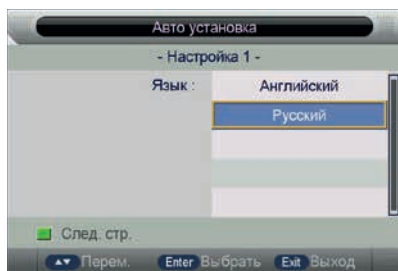 Авто установка
- Настройка 1 -
Язык : Английский
Русский
След. стр.
▲▼ Перем. Enter Выбрать Exit Выход